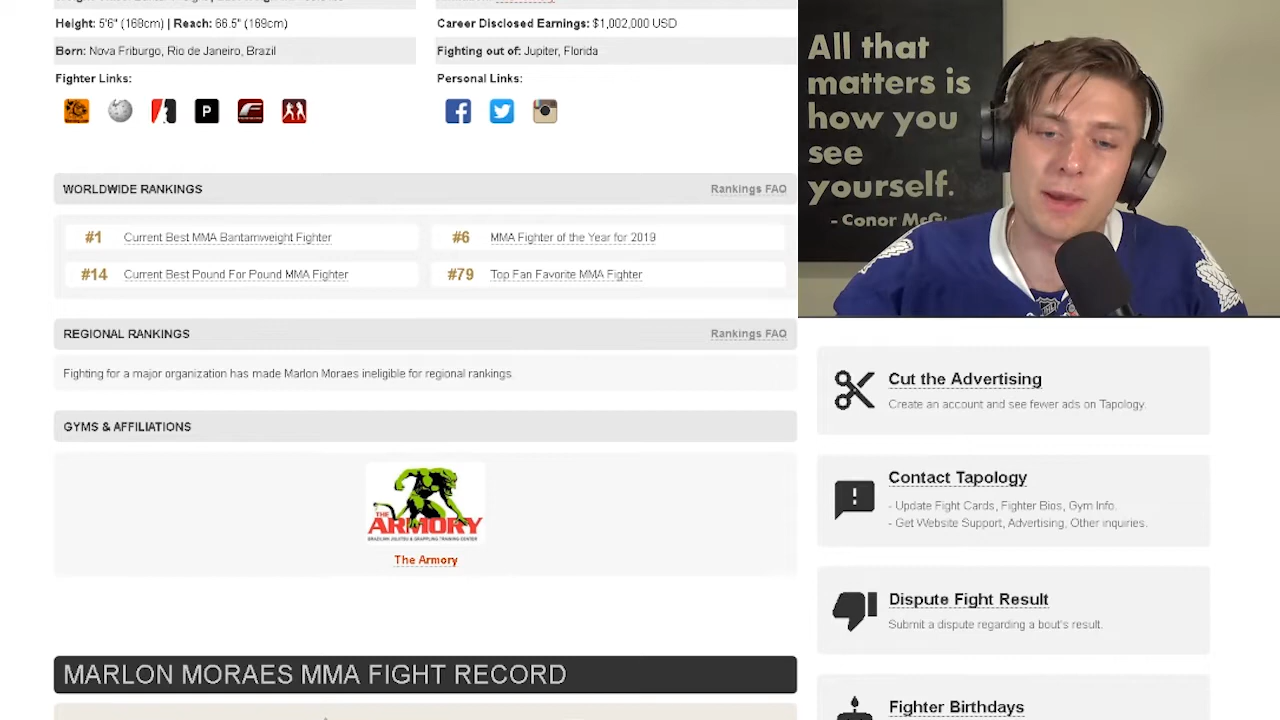 Height: 5'6" (168cm) | Reach: 66.5" (169cm)
Career Disclosed Earnings: $1,002,000 USD
Born: Nova Friburgo, Rio de Janeiro, Brazil
Fighting out of: Jupiter, Florida
Fighter Links:
Personal Links:
P
WORLDWIDE RANKINGS
Rankings FAQ
#1 Current Best MMA Bantamweight Fighter
#6 MMA Fighter of the Year for 2019
#14 Current Best Pound For Pound MMA Fighter
#79 Top Fan Favorite MMA Fighter
REGIONAL RANKINGS
Rankings FAQ
Fighting for a major organization has made Marlon Moraes ineligible for regional rankings.
GYMS & AFFILIATIONS
THE
ARMORY
BRAZILIAN JIUJITSU & GRAPPLING TRAINING CENTER
The Armory
MARLON MORAES MMA FIGHT RECORD
All that
matters is
how you
see
yourself.
- Conor McG
NHL
Cut the Advertising
Create an account and see fewer ads on Tapology.
Contact Tapology
- Update Fight Cards, Fighter Bios, Gym Info.
- Get Website Support, Advertising, Other inquiries.
Dispute Fight Result
Submit a dispute regarding a bout's result.
Fighter Birthdays